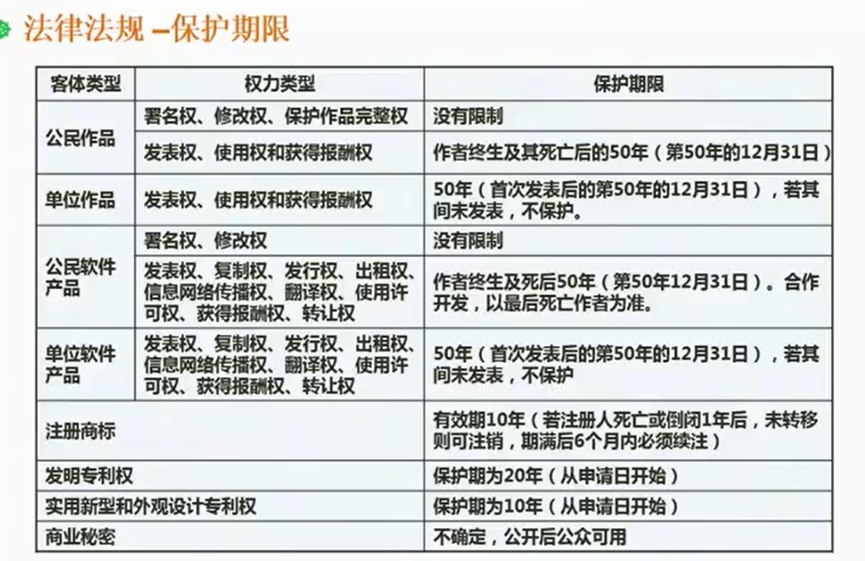 法律法规 –保护期限
客体类型 权力类型 保护期限
公民作品
署名权、修改权、保护作品完整权 没有限制
发表权、使用权和获得报酬权 作者终生及其死亡后的50年（第50年的12月31日）
单位作品 发表权、使用权和获得报酬权
50年（首次发表后的第50年的12月31日），若其
间未发表，不保护。
公民软件
产品
署名权、修改权 没有限制
发表权、复制权、发行权、出租权、
信息网络传播权、翻译权、使用许
可权、获得报酬权、转让权
作者终生及死后50年（第50年12月31日）。合作
开发，以最后死亡作者为准。
单位软件
产品
发表权、复制权、发行权、出租权、
信息网络传播权、翻译权、使用许
可权、获得报酬权、转让权
50年（首次发表后的第50年的12月31日），若其
间未发表，不保护
注册商标
有效期10年（若注册人死亡或倒闭1年后，未转移
则可注销，期满后6个月内必须续注）
发明专利权 保护期为20年（从申请日开始）
实用新型和外观设计专利权 保护期为10年（从申请日开始）
商业秘密 不确定，公开后公众可用